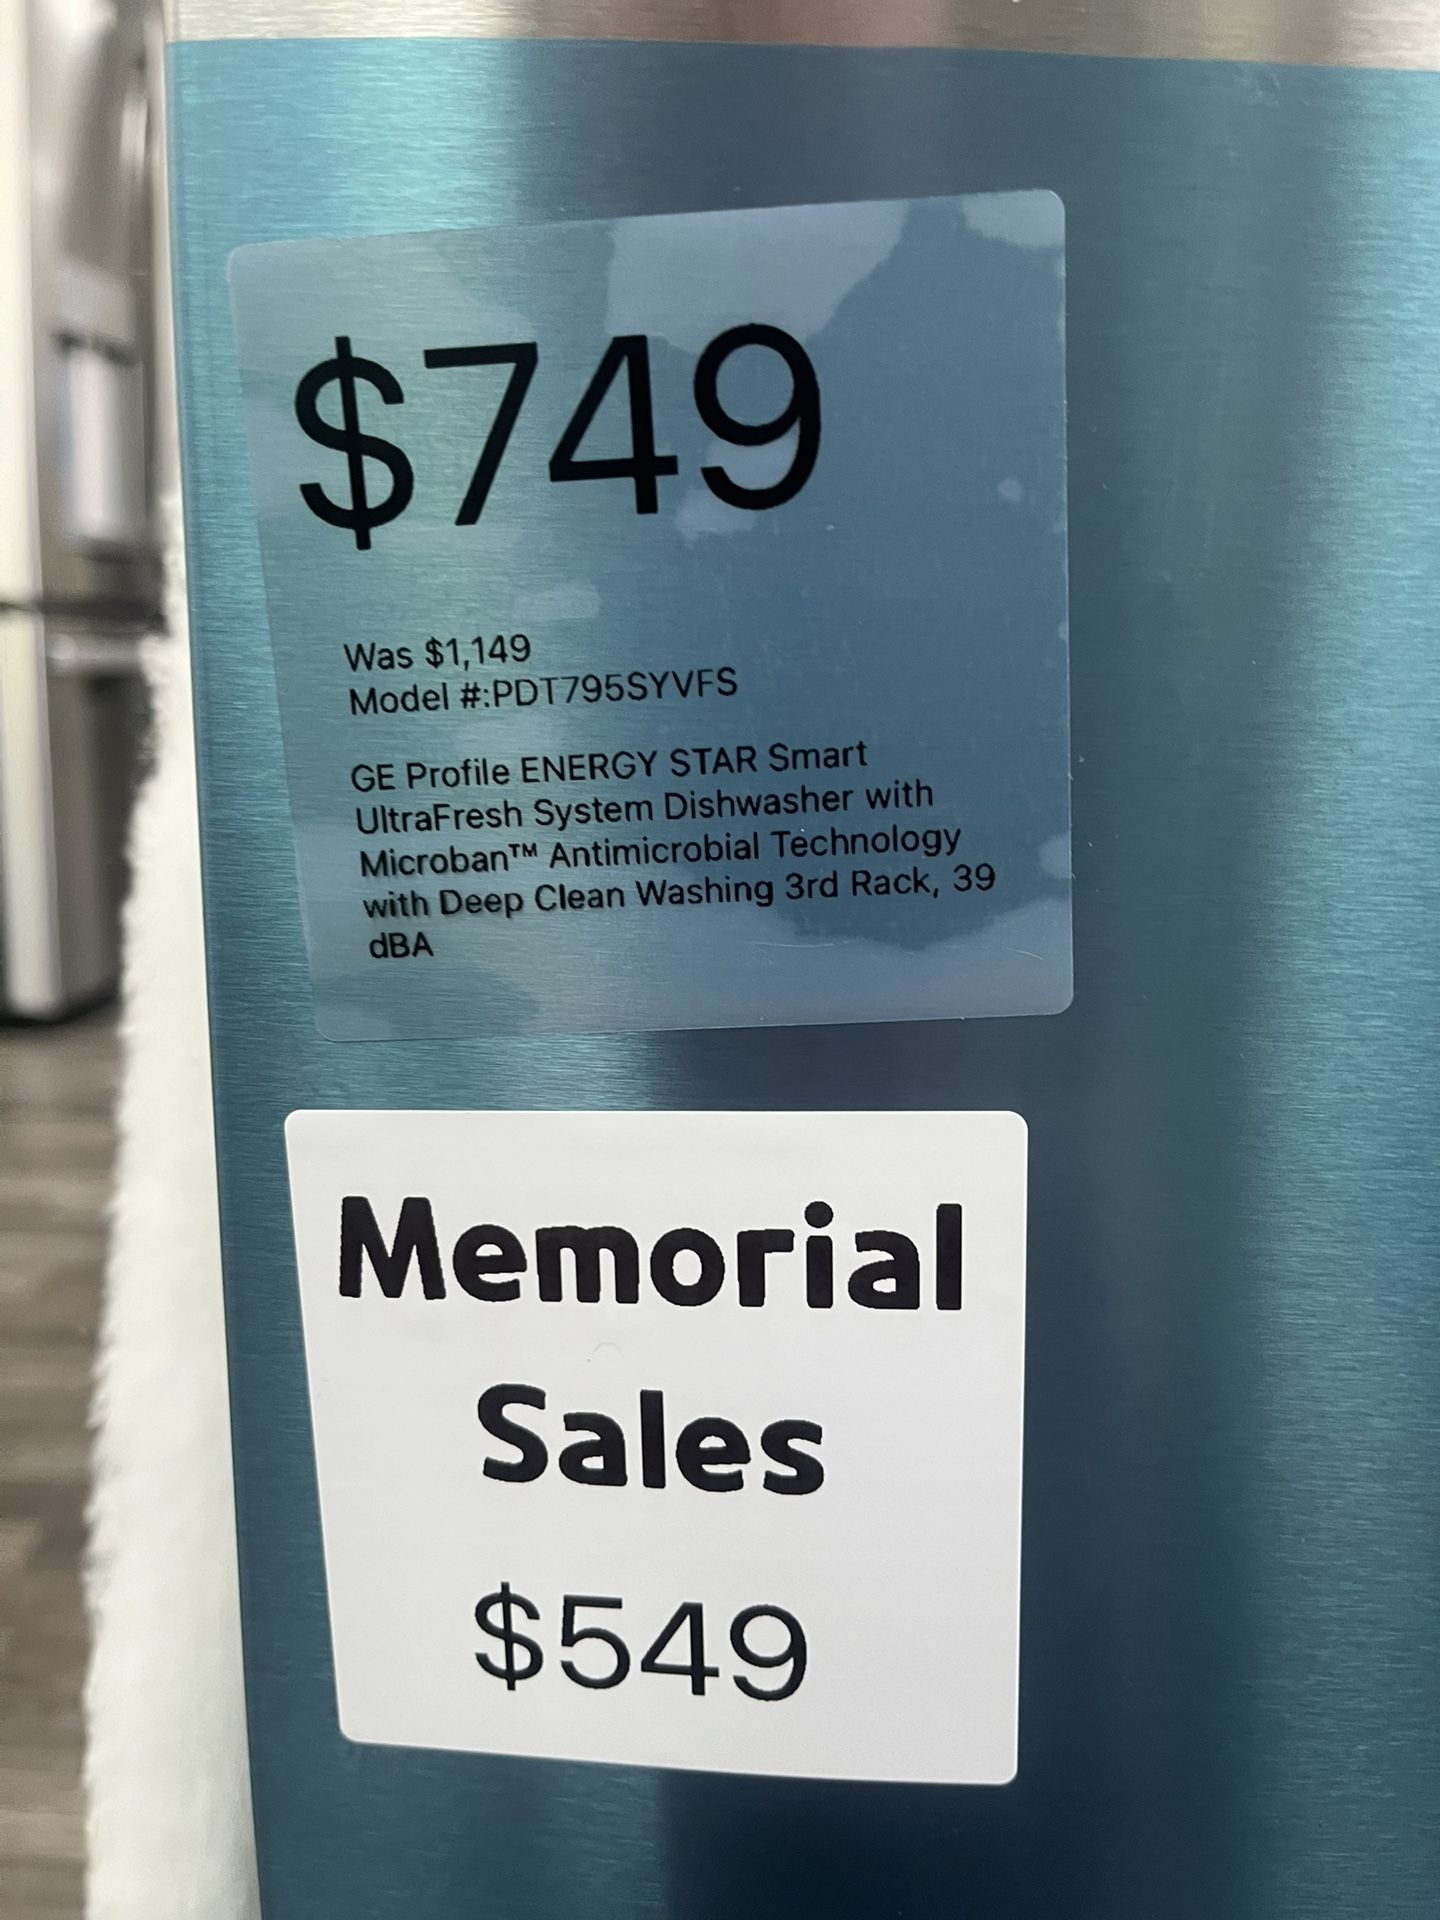 $749
Was $1,149
Model #:PDT795SYVFS
GE Profile ENERGY STAR Smart
UltraFresh System Dishwasher with
Microban™ Antimicrobial Technology
with Deep Clean Washing 3rd Rack, 39
dBA
Memorial
Sales
$549